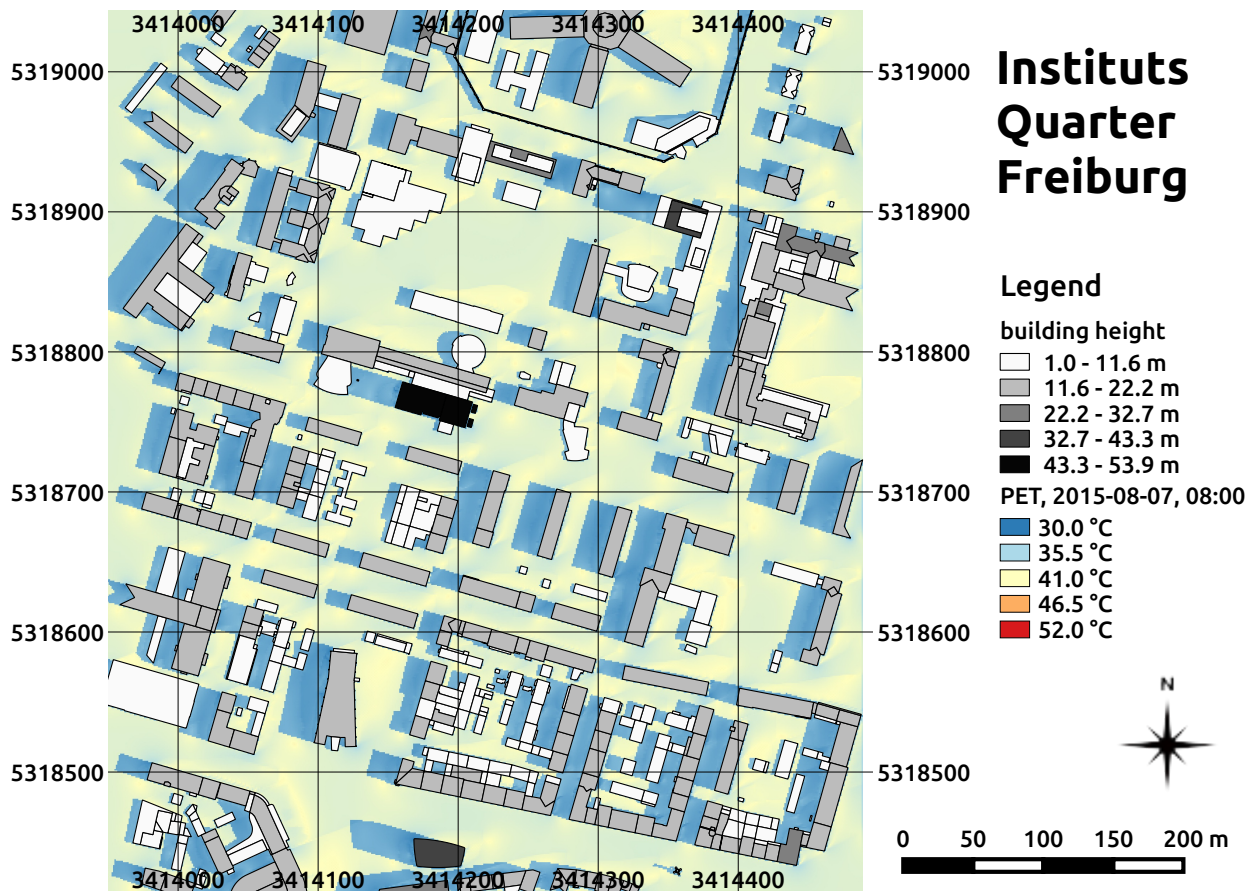 3414000 3414100 3414200 3414300 3414400
5319000 5319000
5318900 5318900
5318800 5318800
5318700 5318700
5318600 5318600
5318500 5318500
3414000 3414100 3414200 3414300 3414400
Instituts
Quarter
Freiburg
Legend
building height
1.0 - 11.6 m
11.6 - 22.2 m
22.2 - 32.7 m
32.7 - 43.3 m
43.3 - 53.9 m
PET, 2015-08-07, 08:00
30.0 °C
35.5 °C
41.0 °C
46.5 °C
52.0 °C
N
0 50 100 150 200 m